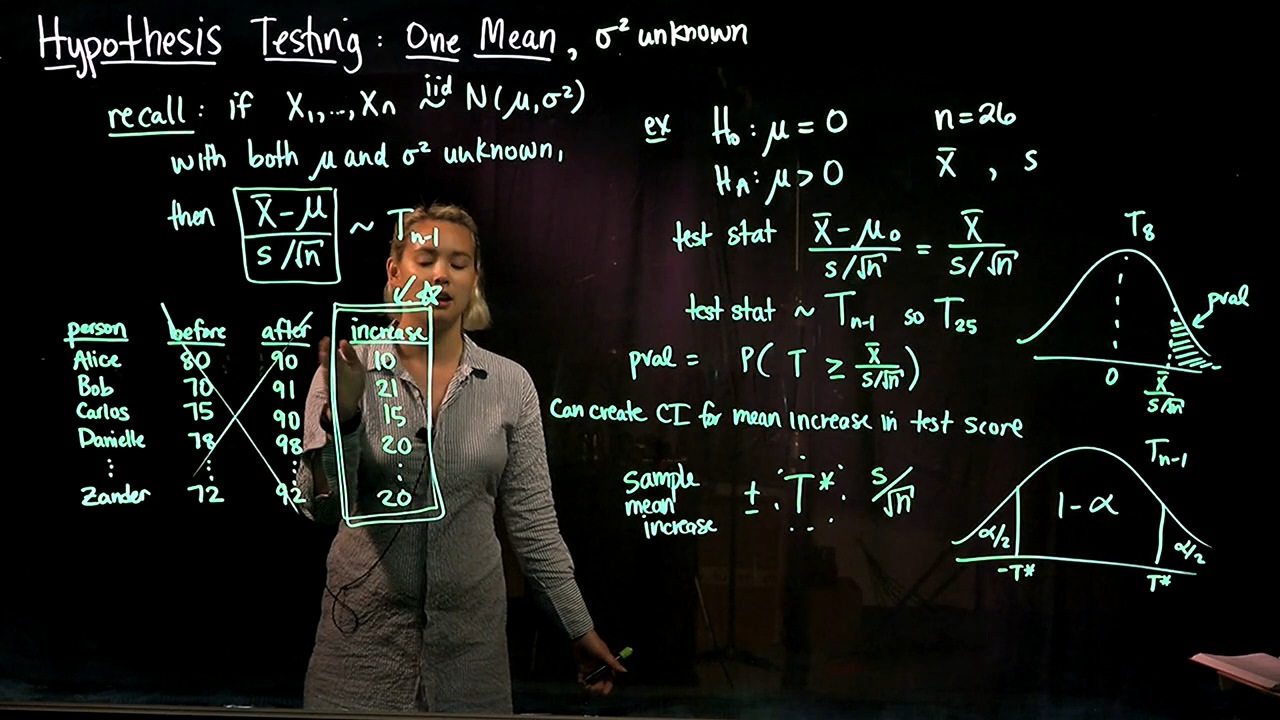 Hypothesis Testing: One Mean, σ² unknown
recall: if X₁,...,Xₙ iid ~ N(μ,σ²)
with both μ and σ² unknown,
then X̄-μ / s/√n ~ Tₙ₋₁
person before after increase
Alice 80 90 10
Bob 70 91 21
Carlos 75 90 15
Danielle 78 98 20
⋮ ⋮ ⋮ ⋮
Zander 72 92 20
ex H₀: μ = 0 n=26
H_A: μ > 0 X̄, s
test stat X̄-μ₀ / s/√n = X̄ / s/√n
test stat ~ Tₙ₋₁ so T₂₅
pval = P( T ≥ X̄ / s/√n )
T₈
pval
0 X̄ / s/√n
Can create CI for mean increase in test score
sample mean increase ± T* · s/√n
Tₙ₋₁
1-α
α/2 α/2
-T* T*